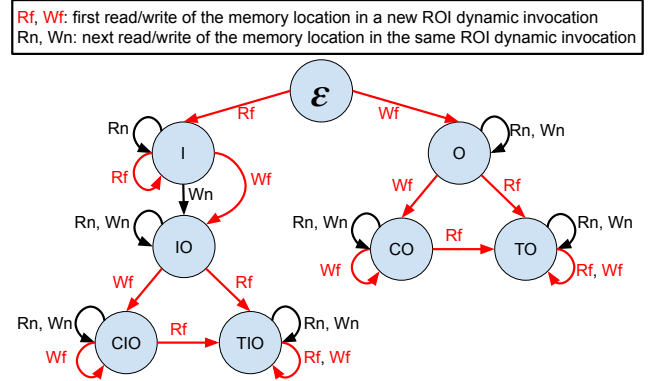 Rf, Wf: first read/write of the memory location in a new ROI dynamic invocation
Rn, Wn: next read/write of the memory location in the same ROI dynamic invocation
ε
Rf
Wf
Rn
I
Rf
Wn
Wf
O
Rn, Wn
Wf
Rf
Rn, Wn
IO
Rn, Wn
CO
Rf
TO
Rn, Wn
Wf
Rf, Wf
Wf
Rf
Rn, Wn
CIO
Rf
TIO
Rn, Wn
Wf
Rf, Wf